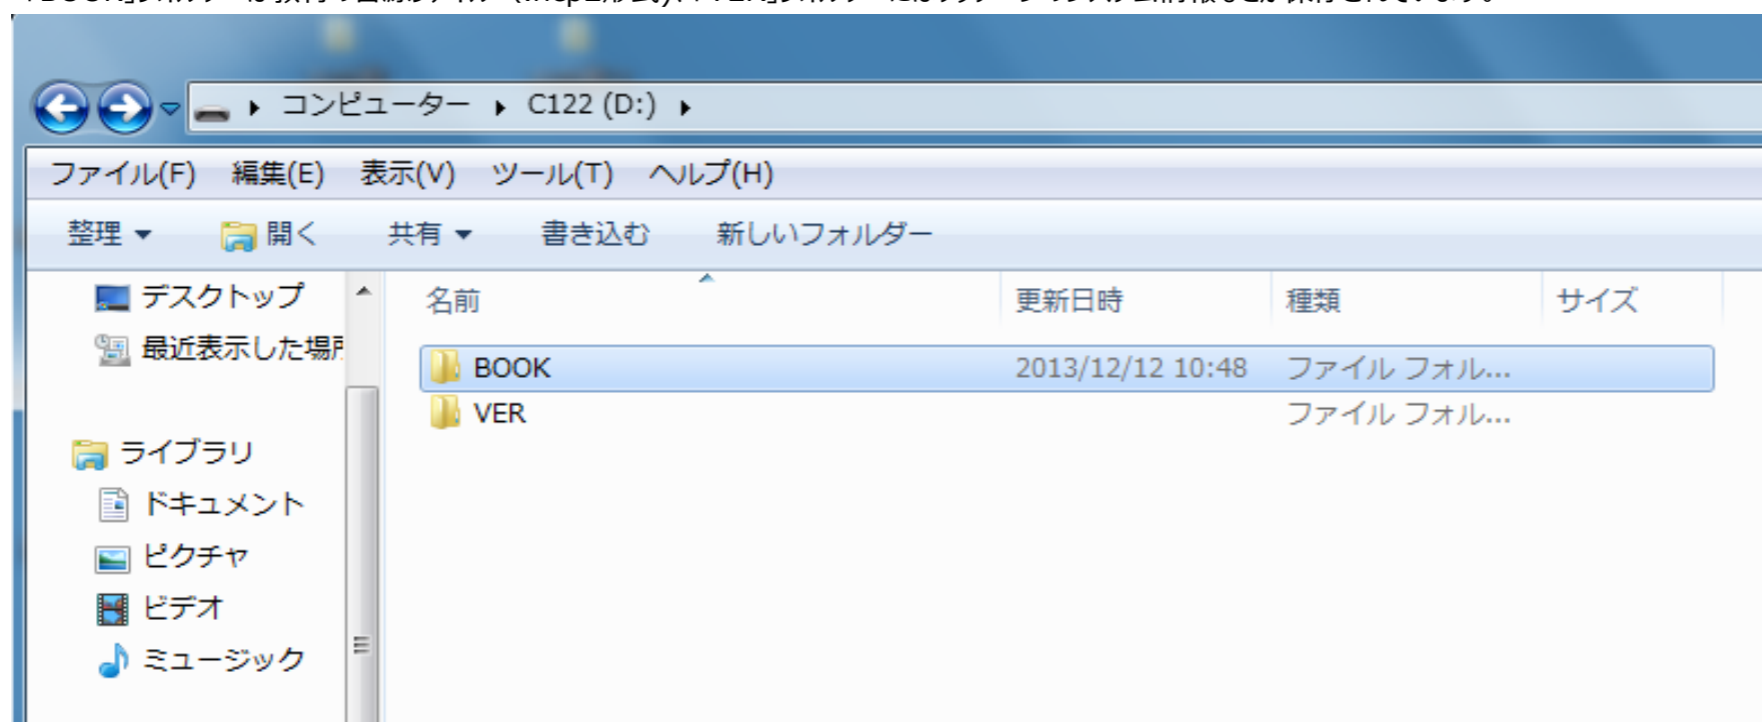 コンピューター C122 (D:)
ファイル(F) 編集(E) 表示(V) ツール(T) ヘルプ(H)
整理 開く 共有 書き込む 新しいフォルダー
デスクトップ 名前 更新日時 種類 サイズ
最近表示した場所
BOOK 2013/12/12 10:48 ファイル フォル...
VER ファイル フォル...
ライブラリ
ドキュメント
ピクチャ
ビデオ
ミュージック